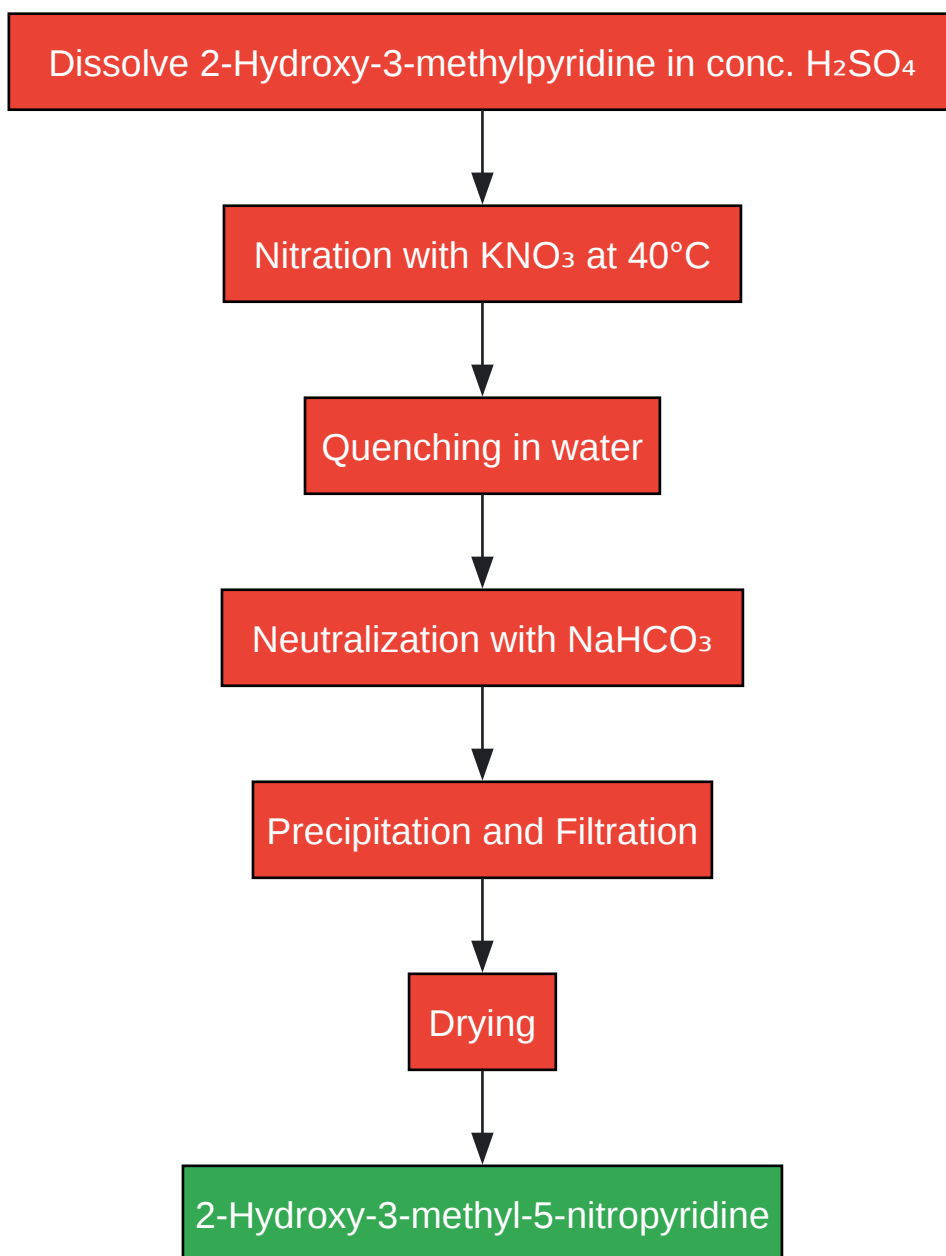 Dissolve 2-Hydroxy-3-methylpyridine in conc. H₂SO₄
Nitration with KNO₃ at 40°C
Quenching in water
Neutralization with NaHCO₃
Precipitation and Filtration
Drying
2-Hydroxy-3-methyl-5-nitropyridine